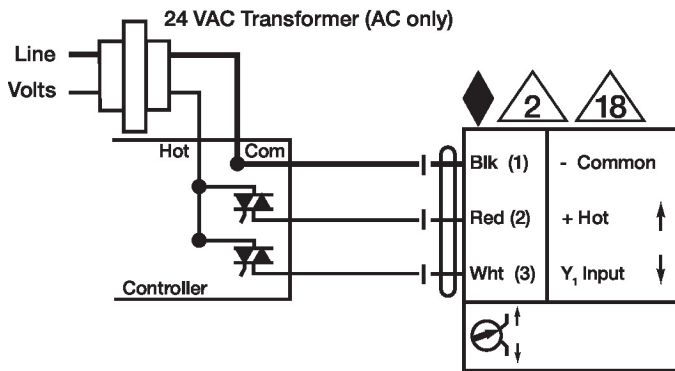 24 VAC Transformer (AC only)
Line
Volts
Hot Com
2
18
Blk (1) - Common
Red (2) + Hot
Wht (3) Y₁ Input
Controller